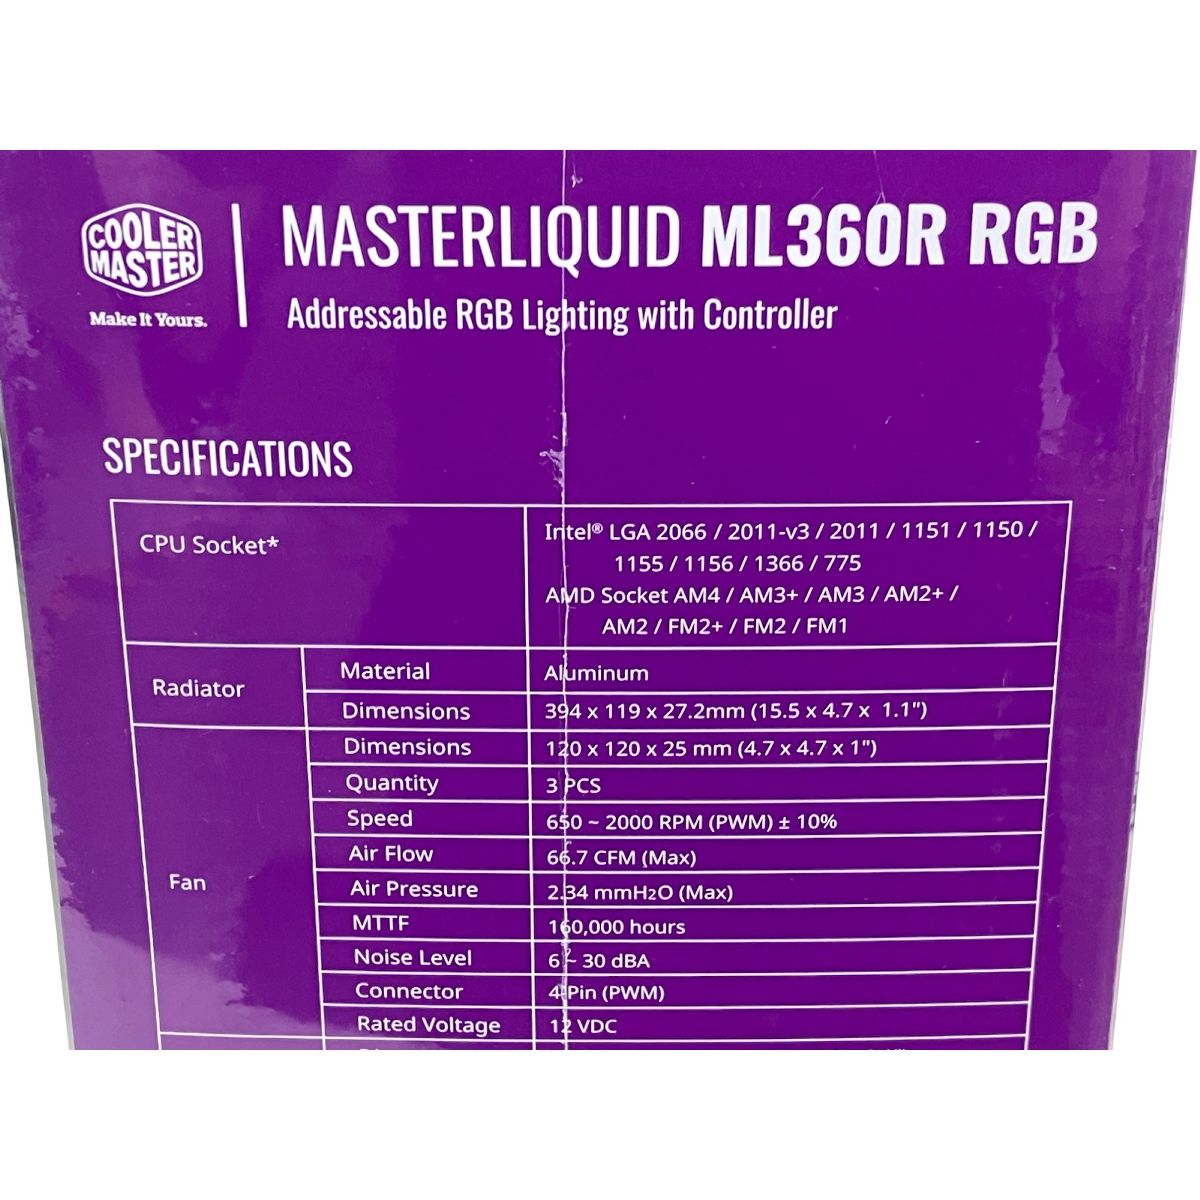 COOLER
MASTER
Make It Yours.
MASTERLIQUID ML360R RGB
Addressable RGB Lighting with Controller
SPECIFICATIONS
CPU Socket*
Intel® LGA 2066 / 2011-v3 / 2011 / 1151 / 1150 /
1155 / 1156 / 1366 / 775
AMD Socket AM4 / AM3+ / AM3 / AM2+ /
AM2 / FM2+ / FM2 / FM1
Radiator
Material Aluminum
Dimensions 394 x 119 x 27.2mm (15.5 x 4.7 x 1.1")
Fan
Dimensions 120 x 120 x 25 mm (4.7 x 4.7 x 1")
Quantity 3 PCS
Speed 650 ~ 2000 RPM (PWM) ± 10%
Air Flow 66.7 CFM (Max)
Air Pressure 2.34 mmH2O (Max)
MTTF 160,000 hours
Noise Level 6 ~ 30 dBA
Connector 4-Pin (PWM)
Rated Voltage 12 VDC